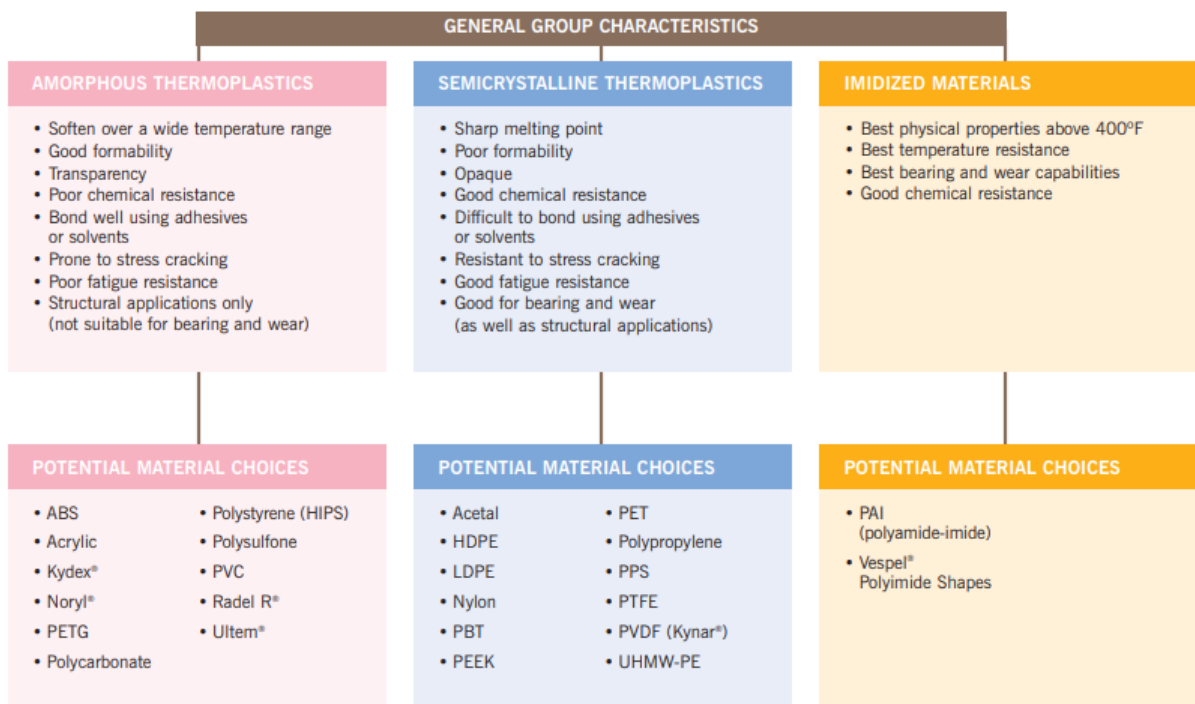 GENERAL GROUP CHARACTERISTICS
AMORPHOUS THERMOPLASTICS
• Soften over a wide temperature range
• Good formability
• Transparency
• Poor chemical resistance
• Bond well using adhesives
or solvents
• Prone to stress cracking
• Poor fatigue resistance
• Structural applications only
(not suitable for bearing and wear)
SEMICRYSTALLINE THERMOPLASTICS
• Sharp melting point
• Poor formability
• Opaque
• Good chemical resistance
• Difficult to bond using adhesives
or solvents
• Resistant to stress cracking
• Good fatigue resistance
• Good for bearing and wear
(as well as structural applications)
IMIDIZED MATERIALS
• Best physical properties above 400ºF
• Best temperature resistance
• Best bearing and wear capabilities
• Good chemical resistance
POTENTIAL MATERIAL CHOICES
• ABS
• Acrylic
• Kydex®
• Noryl®
• PETG
• Polycarbonate
• Polystyrene (HIPS)
• Polysulfone
• PVC
• Radel R®
• Ultem®
POTENTIAL MATERIAL CHOICES
• Acetal
• HDPE
• LDPE
• Nylon
• PBT
• PEEK
• PET
• Polypropylene
• PPS
• PTFE
• PVDF (Kynar®)
• UHMW-PE
POTENTIAL MATERIAL CHOICES
• PAI
(polyamide-imide)
• Vespel®
Polyimide Shapes